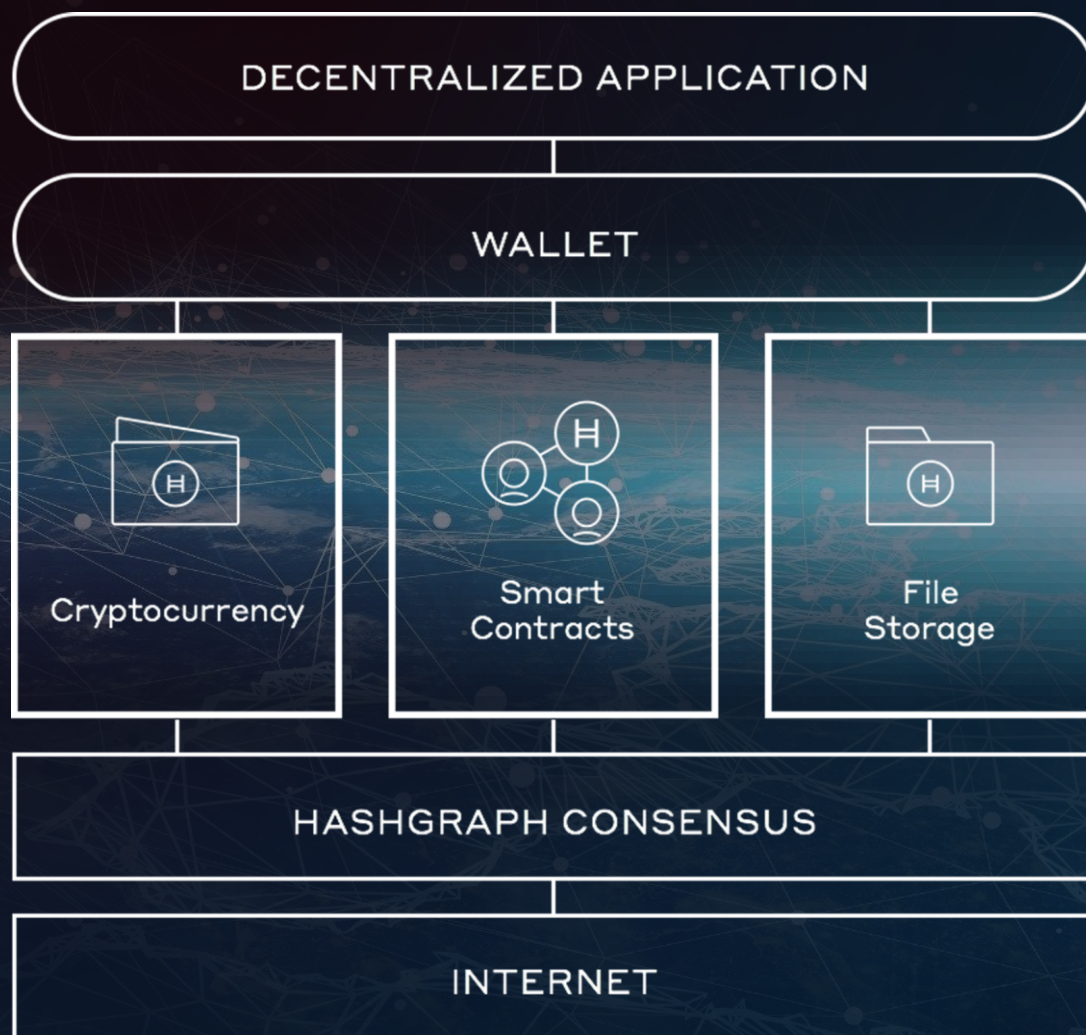 DECENTRALIZED APPLICATION
WALLET
Cryptocurrency
Smart
Contracts
File
Storage
HASHGRAPH CONSENSUS
INTERNET